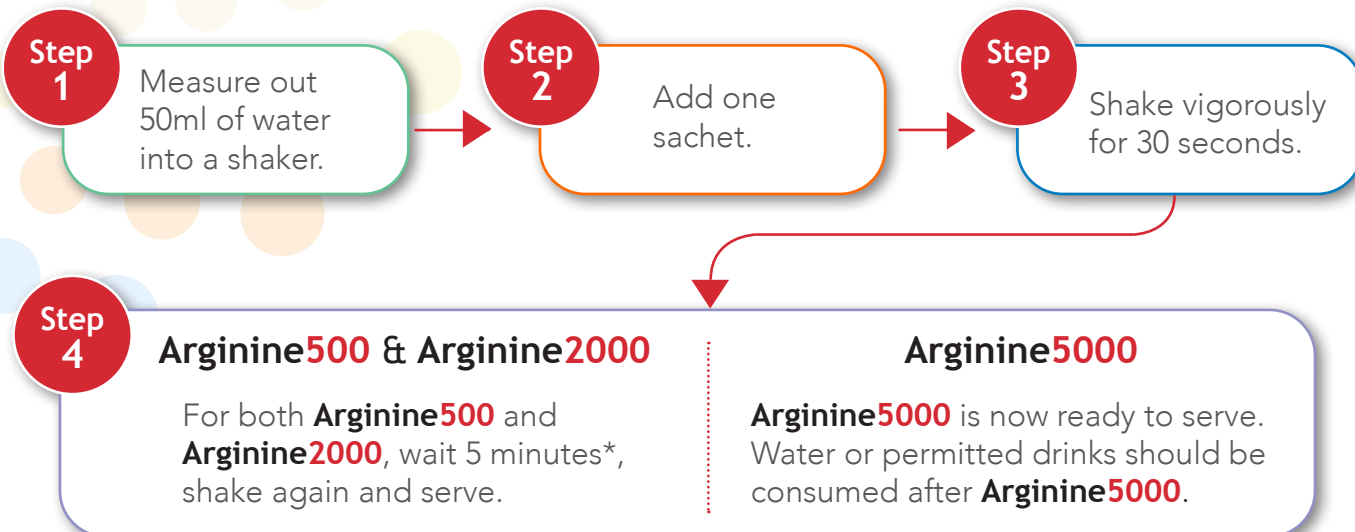 Step
1
Measure out
50ml of water
into a shaker.
Step
2
Add one
sachet.
Step
3
Shake vigorously
for 30 seconds.
Step
4
Arginine500 & Arginine2000
For both Arginine500 and
Arginine2000, wait 5 minutes*,
shake again and serve.
Arginine5000
Arginine5000 is now ready to serve.
Water or permitted drinks should be
consumed after Arginine5000.